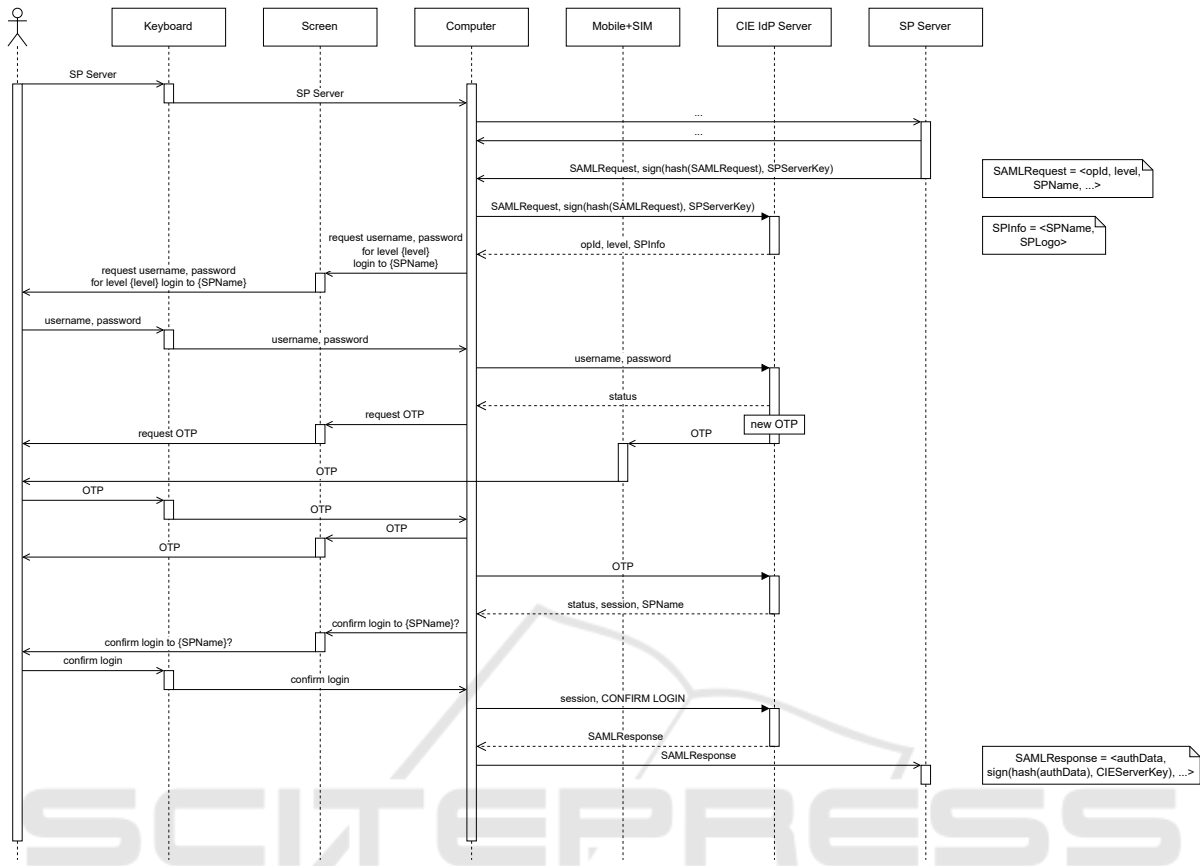 Keyboard
Screen
Computer
Mobile+SIM
CIE IdP Server
SP Server
SP Server
SP Server
...
...
SAMLRequest, sign(hash(SAMLRequest), SPServerKey)
SAMLRequest = <opId, level,
SPName, ...>
SAMLRequest, sign(hash(SAMLRequest), SPServerKey)
SPInfo = <SPName,
SPLogo>
request username, password
for level {level}
login to {SPName}
opId, level, SPInfo
request username, password
for level {level} login to {SPName}
username, password
username, password
username, password
status
request OTP
request OTP
new OTP
OTP
OTP
OTP
OTP
OTP
OTP
OTP
status, session, SPName
confirm login to {SPName}?
confirm login to {SPName}?
confirm login
confirm login
session, CONFIRM LOGIN
SAMLResponse
SAMLResponse
SAMLResponse = <authData,
sign(hash(authData), CIEServerKey), ...>
SCITEPRESS